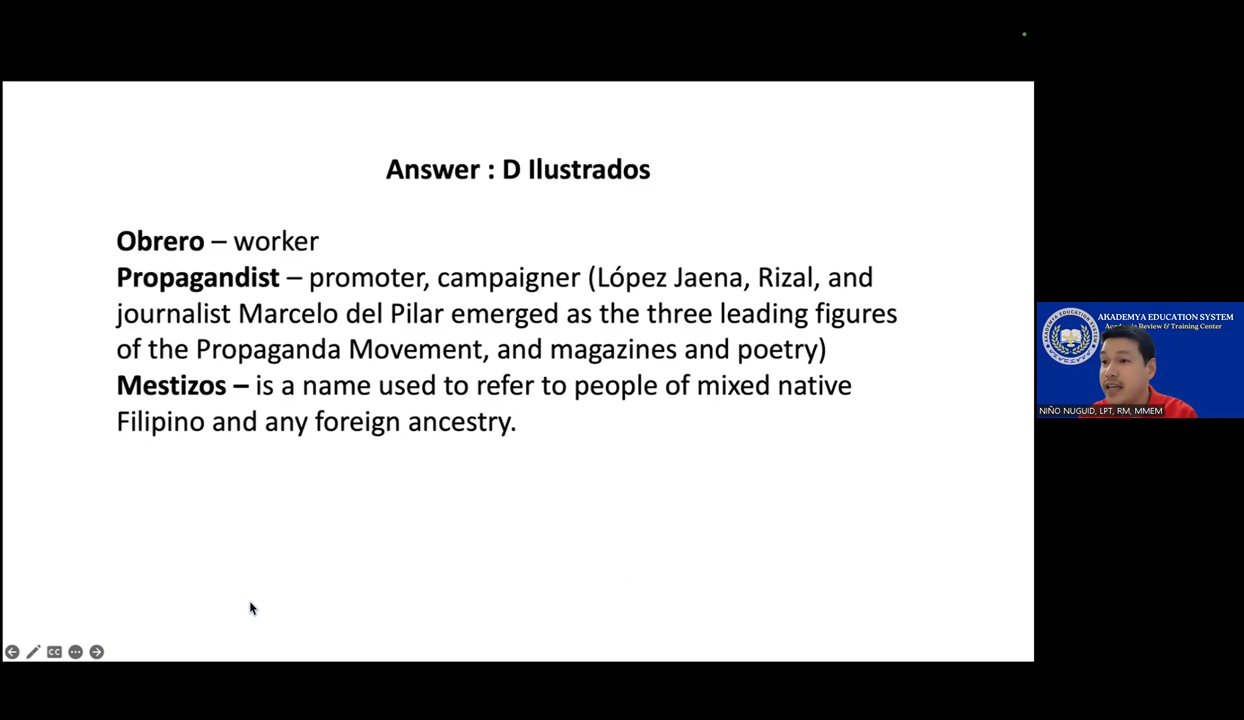 Answer : D Ilustrados
Obrero – worker
Propagandist – promoter, campaigner (López Jaena, Rizal, and
journalist Marcelo del Pilar emerged as the three leading figures
of the Propaganda Movement, and magazines and poetry)
Mestizos – is a name used to refer to people of mixed native
Filipino and any foreign ancestry.
CC
AKADEMYA EDUCATION SYSTEM
Review & Training Center
NIÑO NUGUID, LPT, RM, MMEM